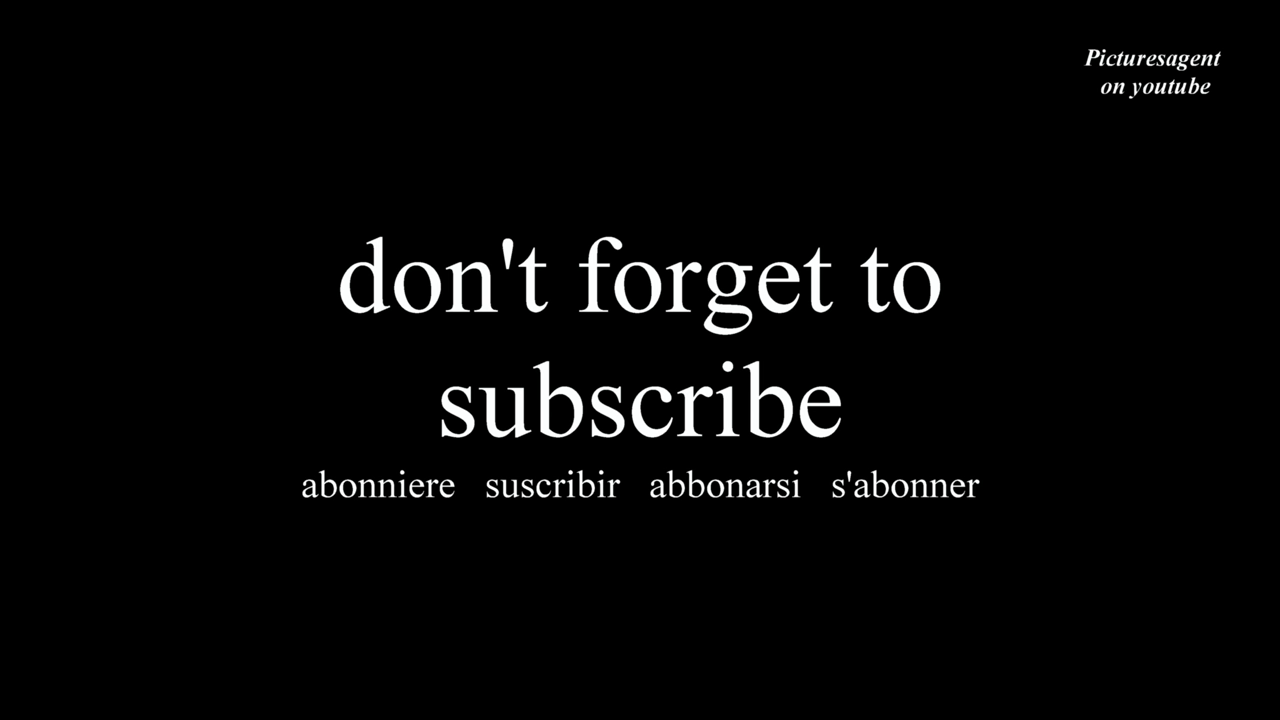 Picturesagent
on youtube
don't forget to
subscribe
abonniere suscribir abbonarsi s'abonner